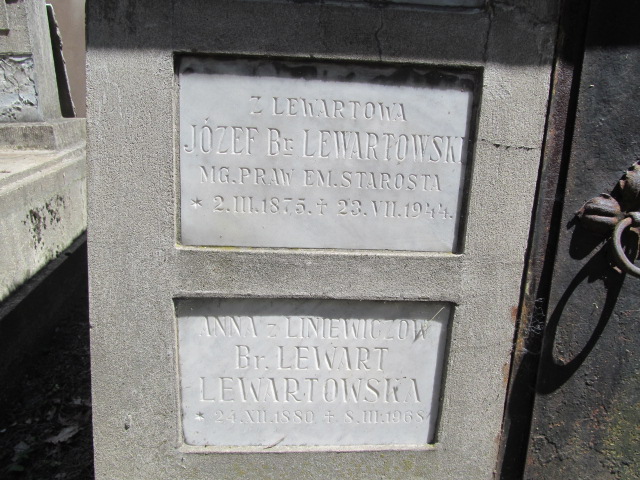 Z LEWARTOWA
JÓZEF Br. LEWARTOWSKI
MG. PRAW EM. STAROSTA
* 2.III.1875. † 23.VII.1944.
ANNA z LINIEWICZÓW
Br. LEWART
LEWARTOWSKA
* 24.XII.1880 † 8.III.1968